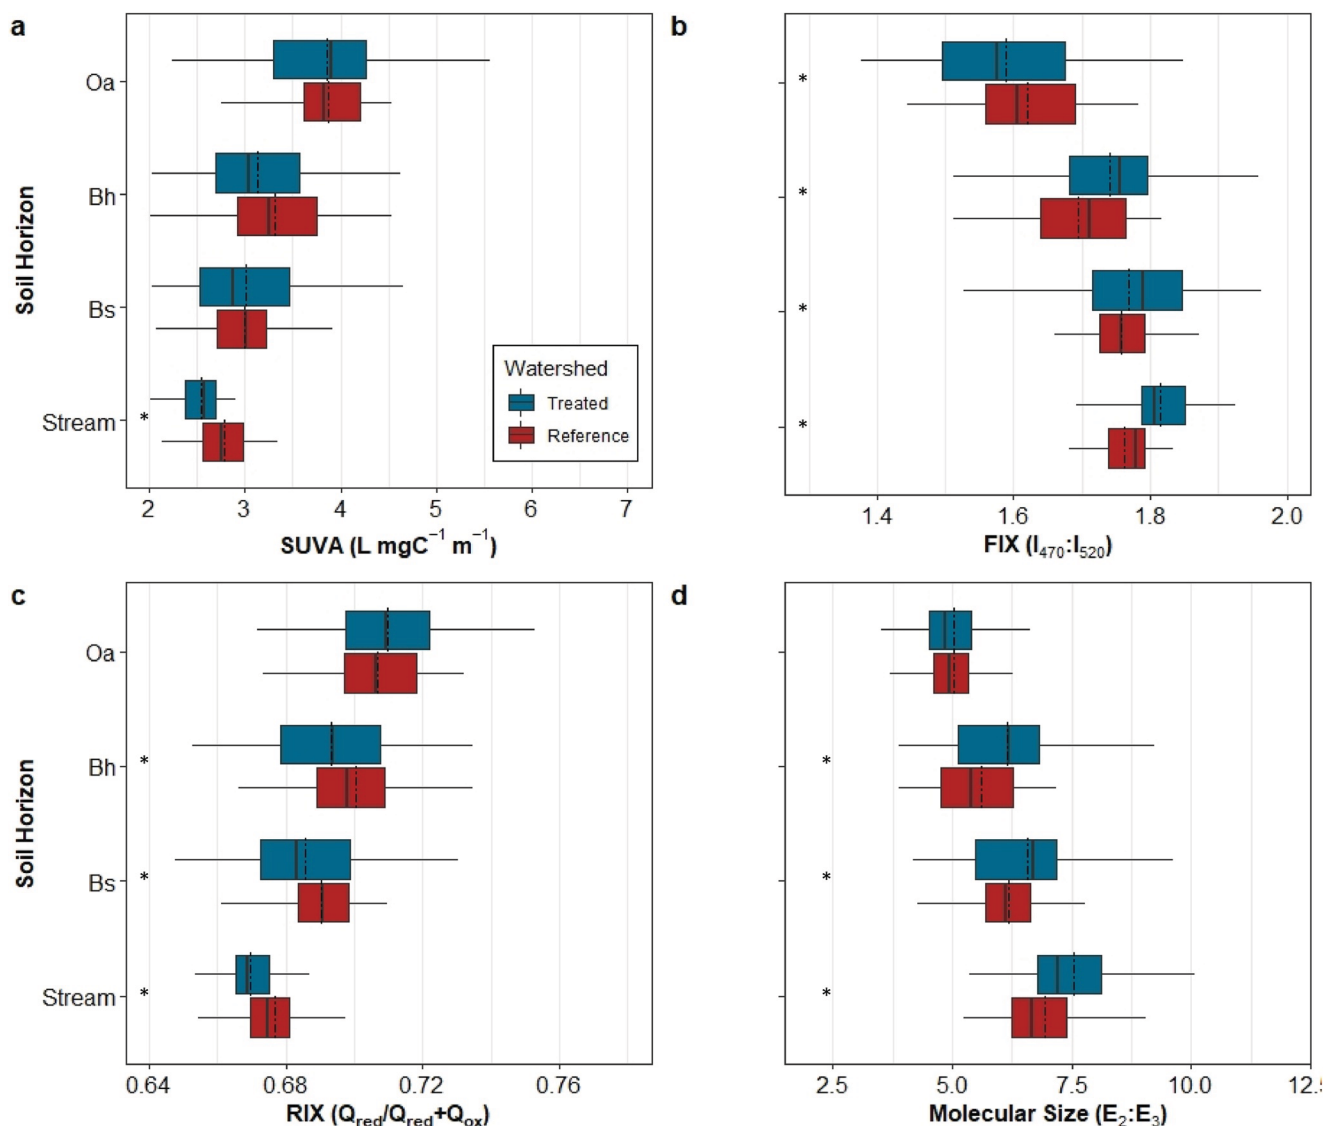 a
Soil Horizon
Oa
Bh
Bs
Stream
*
Watershed
Treated
Reference
2 3 4 5 6 7
SUVA (L mgC⁻¹ m⁻¹)
b
*
*
*
*
1.4 1.6 1.8 2.0
FIX (I₄₇₀:I₅₂₀)
c
Soil Horizon
Oa
Bh
*
Bs
*
Stream
*
0.64 0.68 0.72 0.76
RIX (Q_red/Q_red+Q_ox)
d
*
*
*
2.5 5.0 7.5 10.0 12.5
Molecular Size (E₂:E₃)